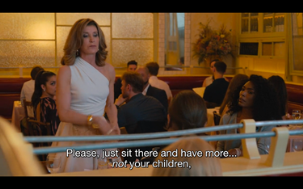 Please, just sit there and have more...
not your children,